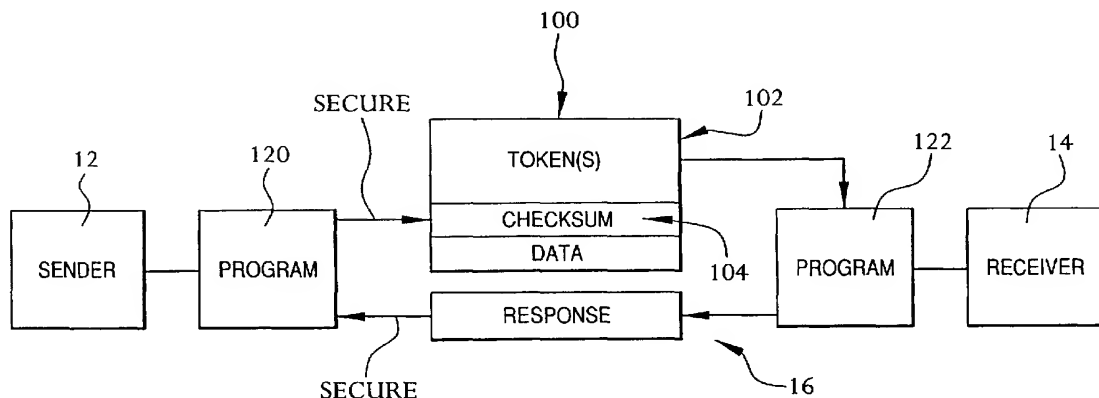 100
SECURE
102
12
120
TOKEN(S)
122
14
CHECKSUM
SENDER
PROGRAM
DATA
104
PROGRAM
RECEIVER
RESPONSE
SECURE
16